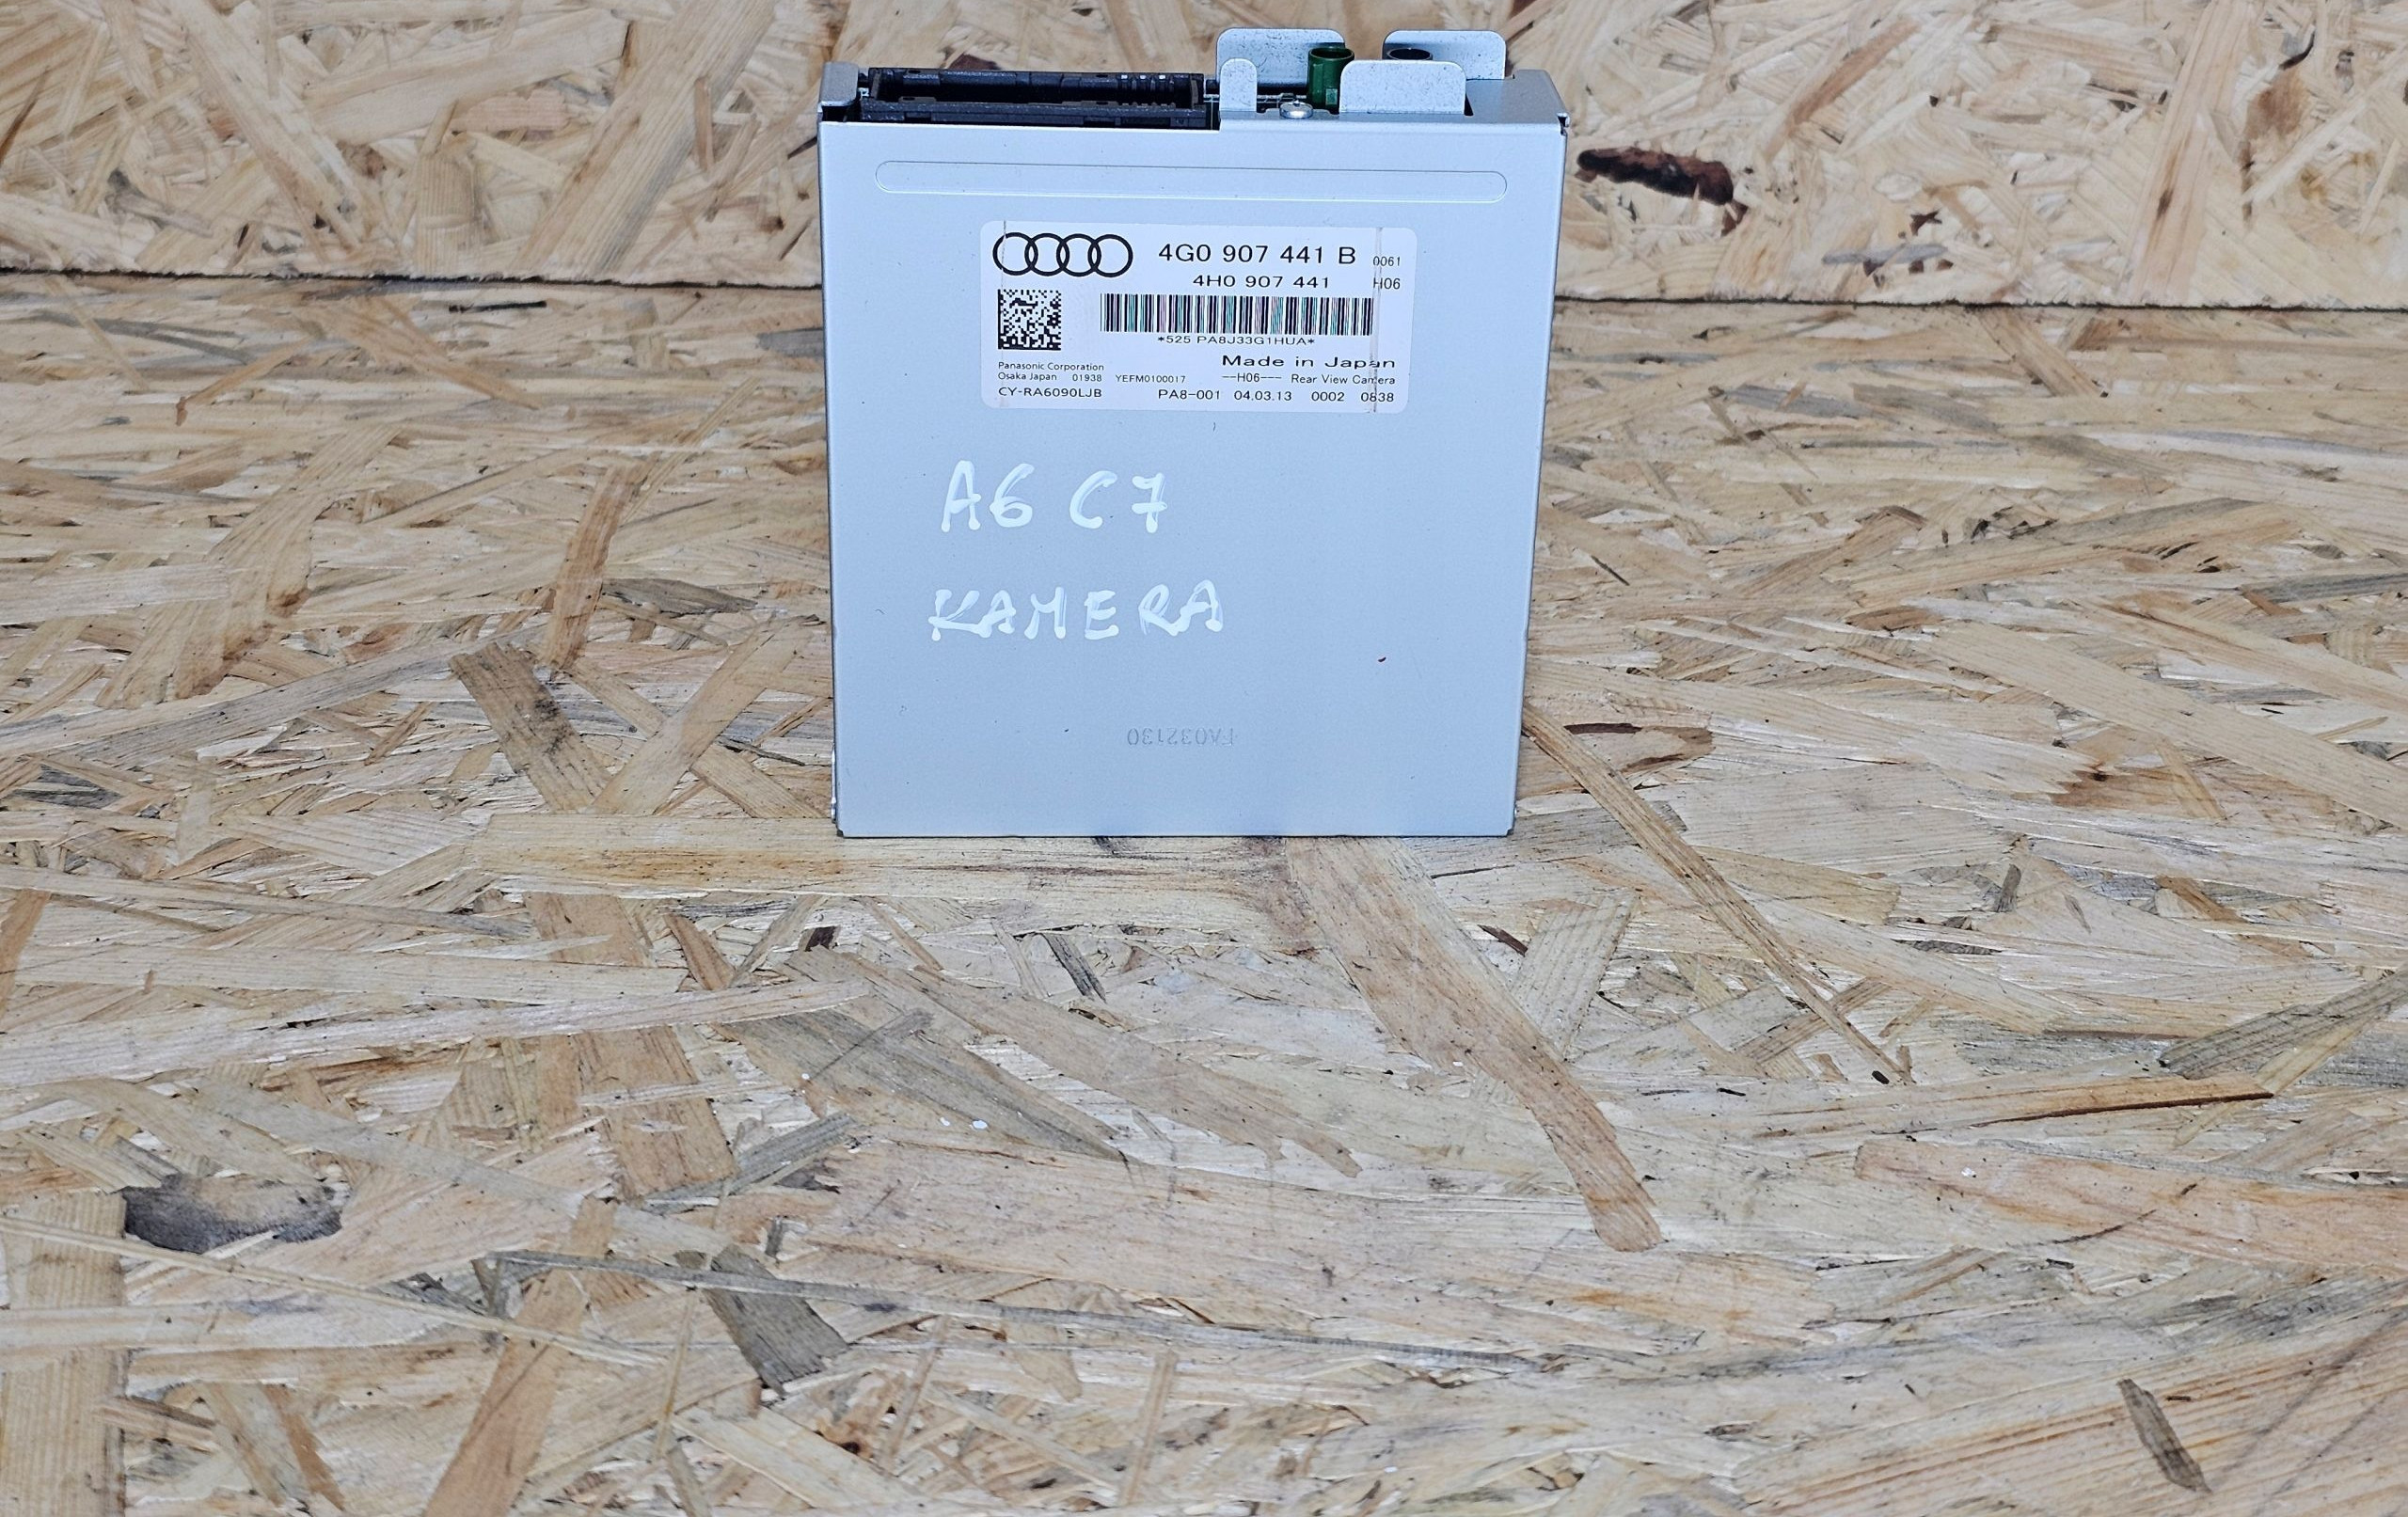 4G0 907 441 B 0061
4H0 907 441 H06
*525 PA8J33G1HUA*
Made in Japan
Panasonic Corporation
Osaka Japan 01938 YEFM0100017 --H06--- Rear View Camera
CY-RA6090LJB PA8-001 04.03.13 0002 0838
A6 C7
KAMERA
FA032130